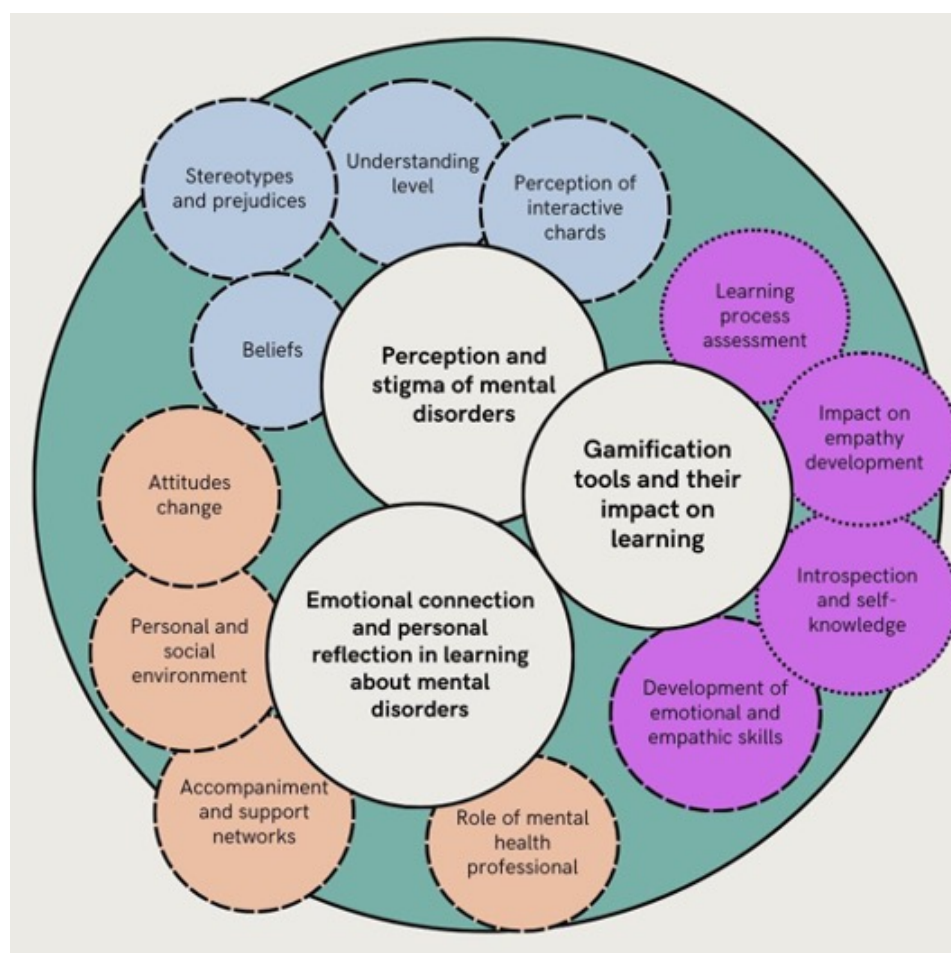 Stereotypes
and prejudices
Understanding
level
Perception of
interactive
chards
Beliefs
Perception and
stigma of mental
disorders
Learning
process
assessment
Impact on
empathy
development
Gamification
tools and their
impact on
learning
Introspection
and self-
knowledge
Development of
emotional and
empathic skills
Attitudes
change
Personal and
social
environment
Emotional connection
and personal
reflection in learning
about mental
disorders
Accompaniment
and support
networks
Role of mental
health
professional